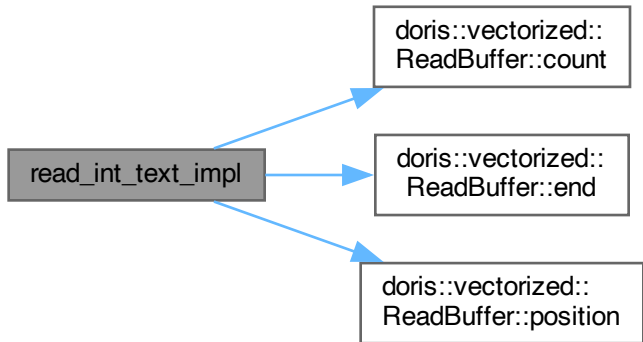 doris::vectorized::
ReadBuffer::count
read_int_text_impl
doris::vectorized::
ReadBuffer::end
doris::vectorized::
ReadBuffer::position